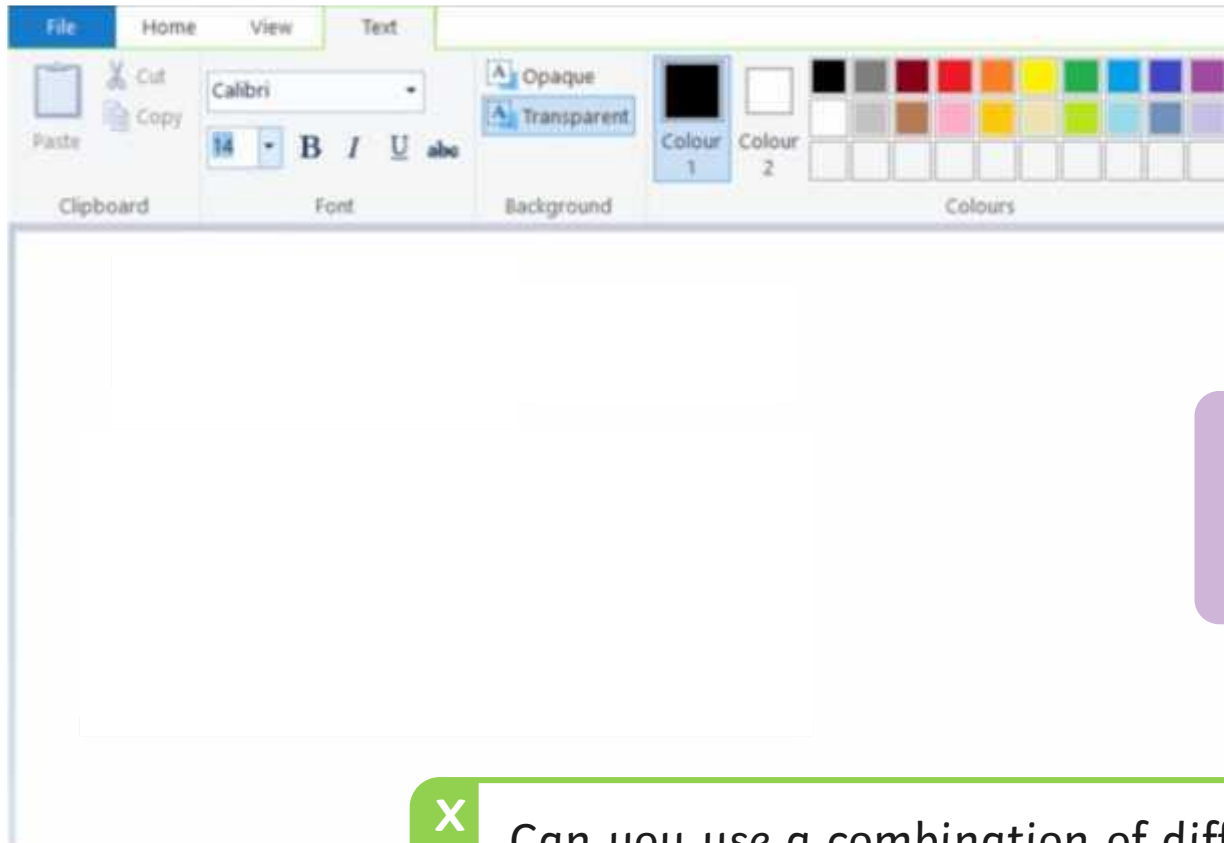 File Home View Text
Cut
Copy
Paste
Clipboard
Calibri
14 B I U abc
Font
A Opaque
A Transparent
Background
Colour 1
Colour 2
Colours
X
Can you use a combination of diff